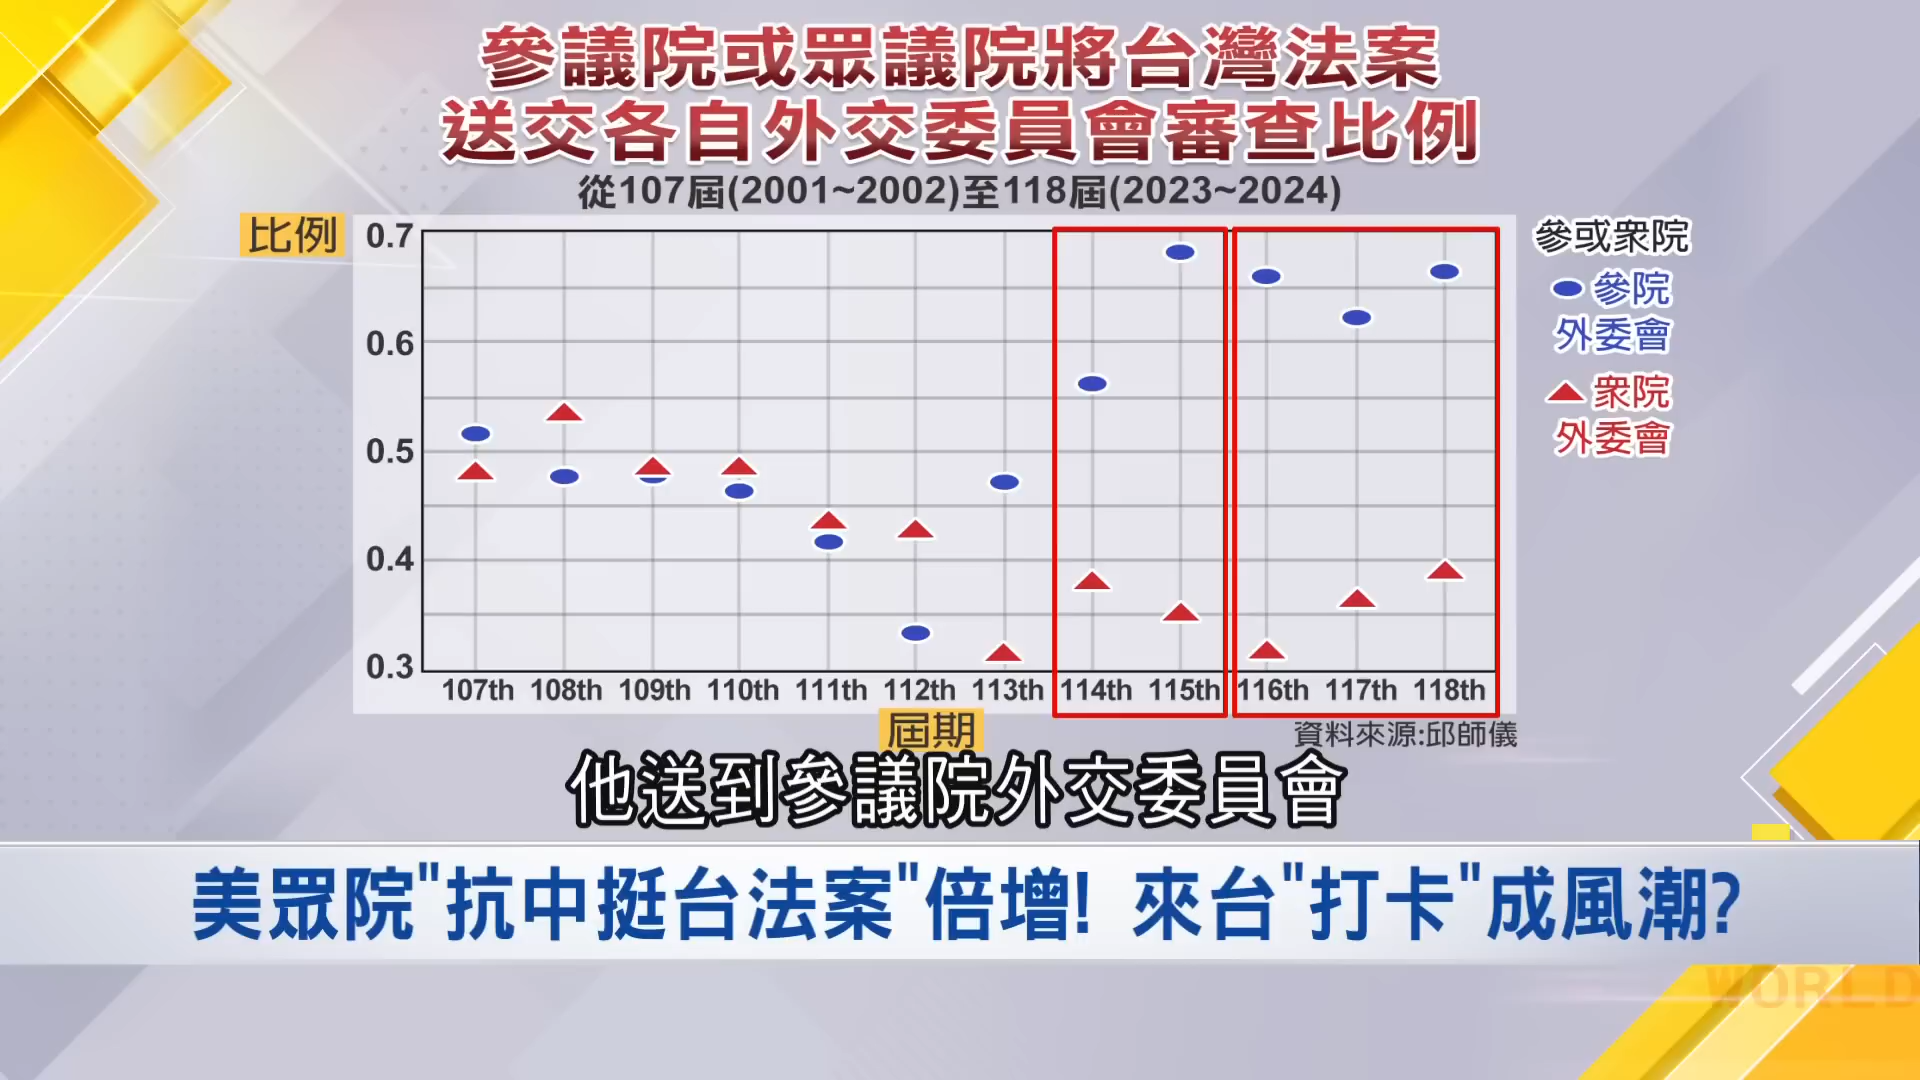 參議院或眾議院將台灣法案
送交各自外交委員會審查比例
從107屆(2001~2002)至118屆(2023~2024)
比例
0.7
0.6
0.5
0.4
0.3
參或衆院
參院
外委會
衆院
外委會
107th 108th 109th 110th 111th 112th 113th 114th 115th 116th 117th 118th
屆期
資料來源:邱師儀
他送到參議院外交委員會
美眾院"抗中挺台法案"倍增! 來台"打卡"成風潮?
WORLD